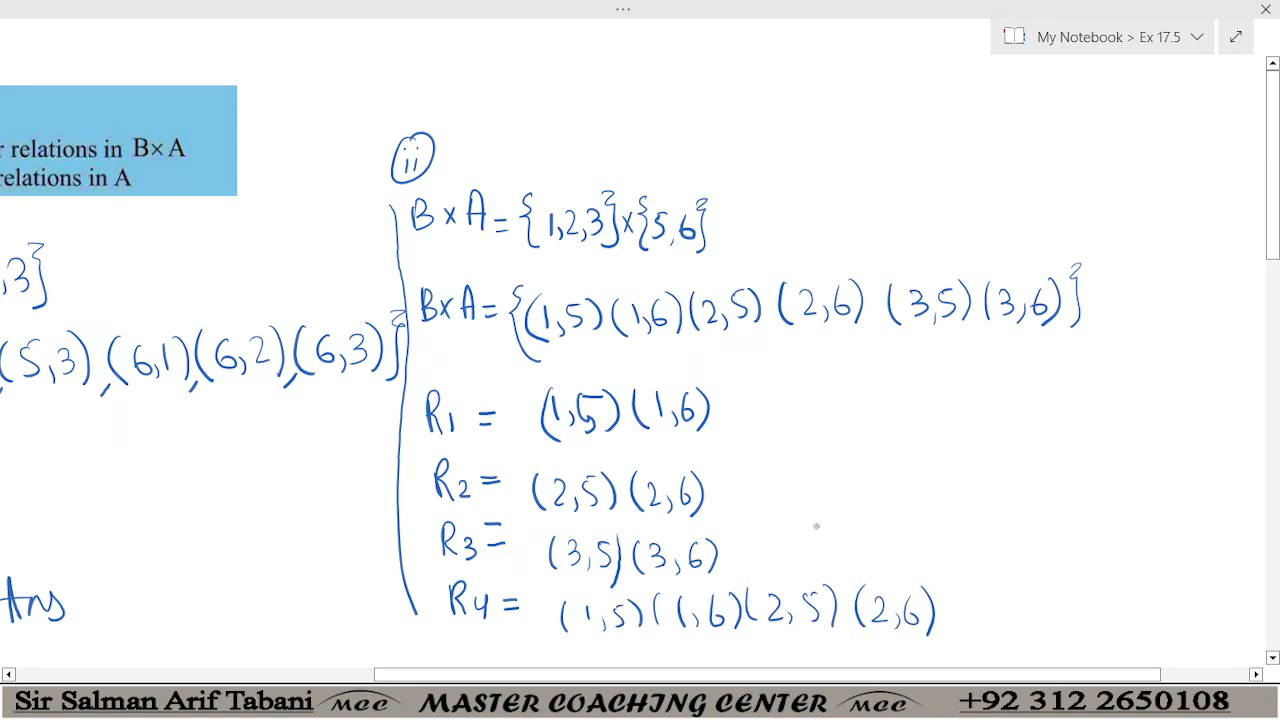 ...
My Notebook > Ex 17.5
r relations in B×A
relations in A
ii
B×A={1,2,3}×{5,6}
,3}
B×A={(1,5)(1,6)(2,5)(2,6)(3,5)(3,6)}
(5,3),(6,1),(6,2),(6,3)}
R1 = (1,5)(1,6)
R2 = (2,5)(2,6)
R3 = (3,5)(3,6)
Ans
R4 = (1,5)(1,6)(2,5)(2,6)
Sir Salman Arif Tabani mcc MASTER COACHING CENTER mcc +92 312 2650108